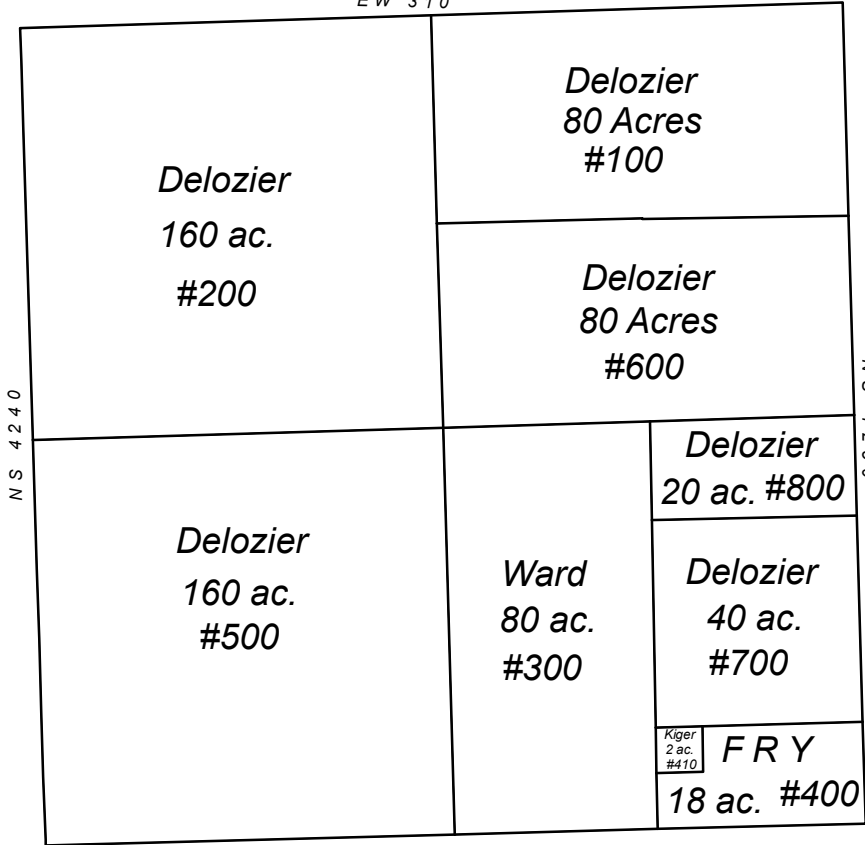 EW 310
Delozier
160 ac.
#200
Delozier
80 Acres
#100
Delozier
80 Acres
#600
NS 4240
Delozier
160 ac.
#500
Ward
80 ac.
#300
Delozier
20 ac. #800
Delozier
40 ac.
#700
Kiger
2 ac.
#410
FRY
18 ac. #400